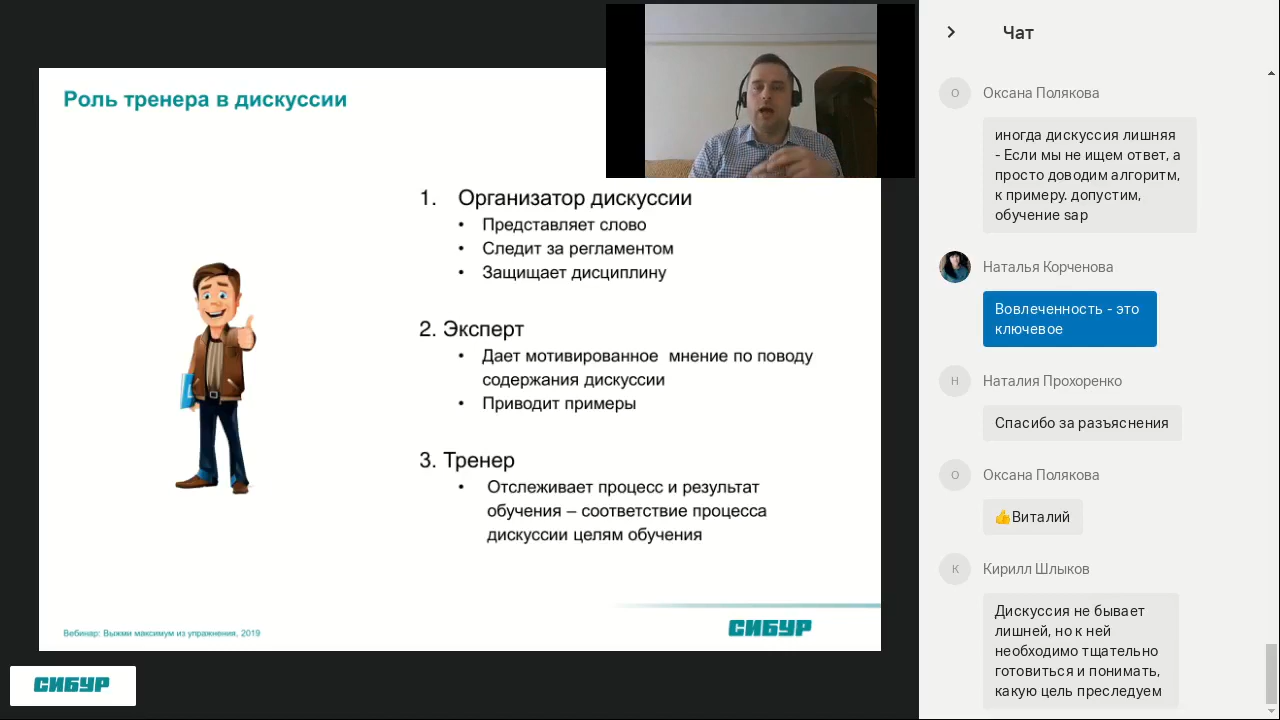 Роль тренера в дискуссии
1. Организатор дискуссии
• Представляет слово
• Следит за регламентом
• Защищает дисциплину
2. Эксперт
• Дает мотивированное мнение по поводу
содержания дискуссии
• Приводит примеры
3. Тренер
• Отслеживает процесс и результат
обучения – соответствие процесса
дискуссии целям обучения
Вебинар: Выжми максимум из упражнения, 2019
СИБУР
СИБУР
Чат
О
Оксана Полякова
иногда дискуссия лишняя
- Если мы не ищем ответ, а
просто доводим алгоритм,
к примеру. допустим,
обучение sap
Наталья Корченова
Вовлеченность - это
ключевое
Н
Наталия Прохоренко
Спасибо за разъяснения
О
Оксана Полякова
👍Виталий
К
Кирилл Шлыков
Дискуссия не бывает
лишней, но к ней
необходимо тщательно
готовиться и понимать,
какую цель преследуем